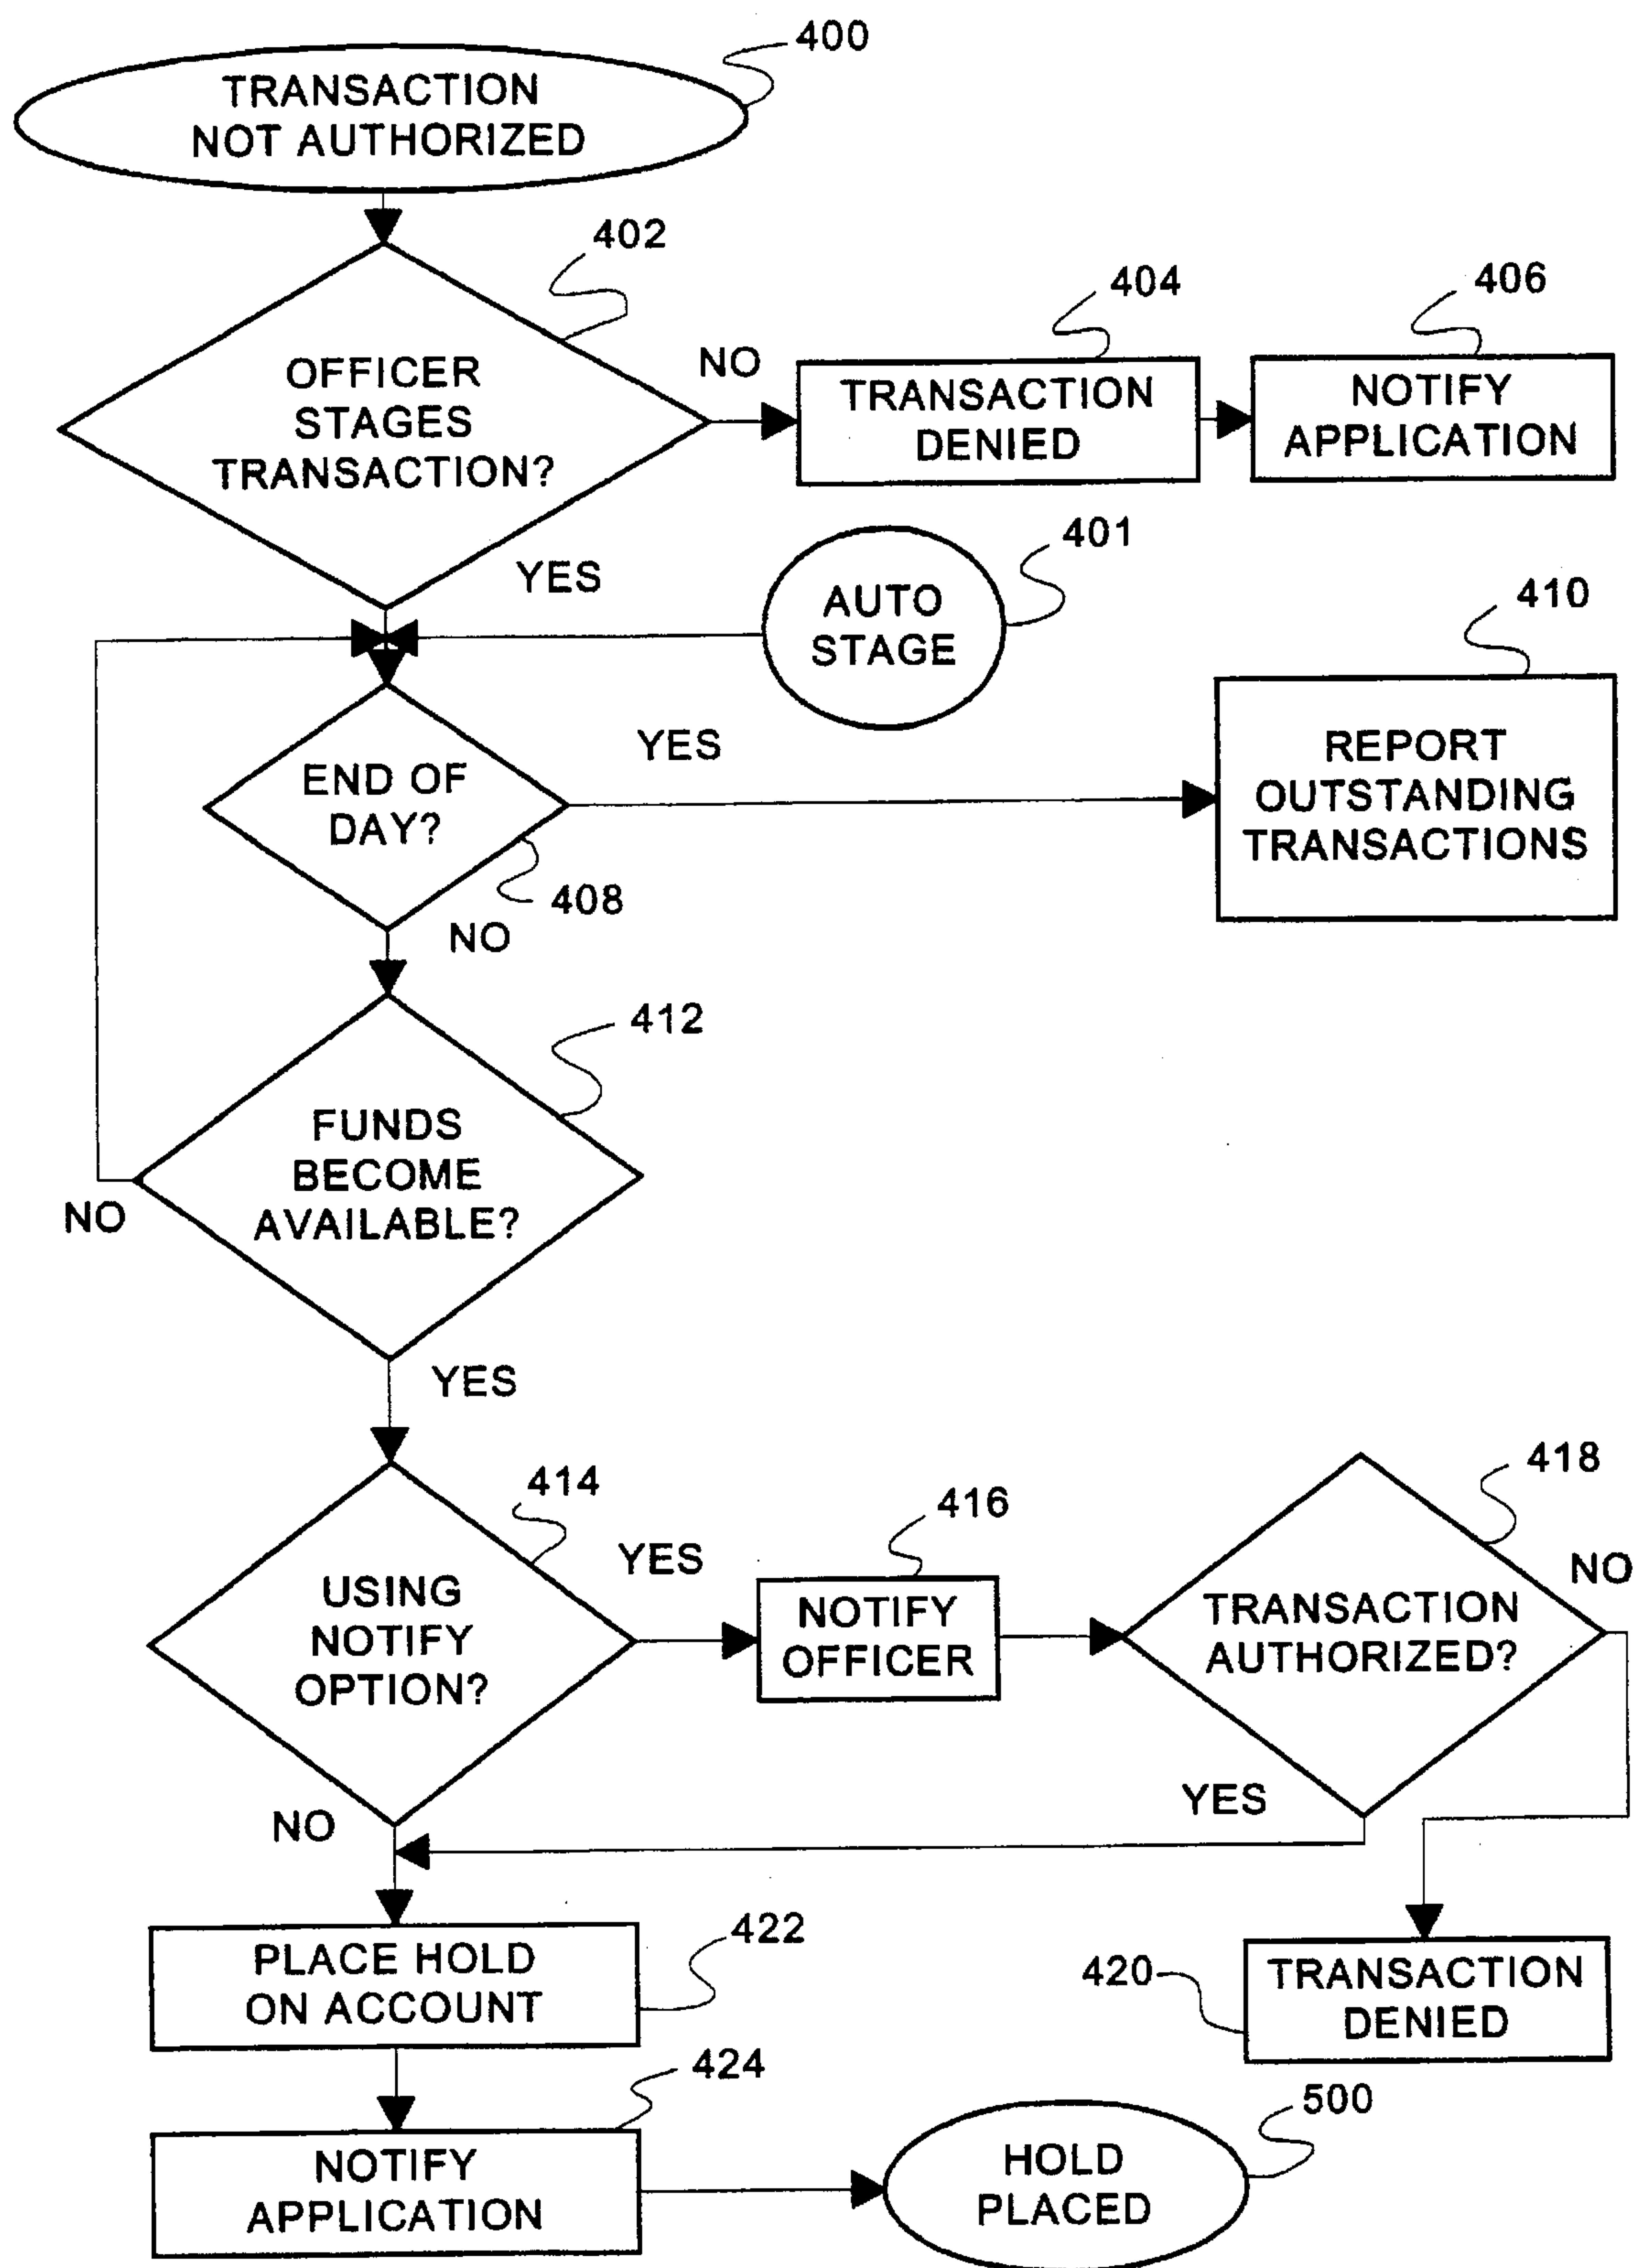 400
TRANSACTION
NOT AUTHORIZED
402
OFFICER
STAGES
TRANSACTION?
NO
404
TRANSACTION
DENIED
406
NOTIFY
APPLICATION
YES
401
AUTO
STAGE
END OF
DAY?
408
YES
410
REPORT
OUTSTANDING
TRANSACTIONS
NO
412
FUNDS
BECOME
AVAILABLE?
NO
YES
414
USING
NOTIFY
OPTION?
YES
416
NOTIFY
OFFICER
418
TRANSACTION
AUTHORIZED?
NO
YES
NO
420
TRANSACTION
DENIED
422
PLACE HOLD
ON ACCOUNT
424
NOTIFY
APPLICATION
500
HOLD
PLACED